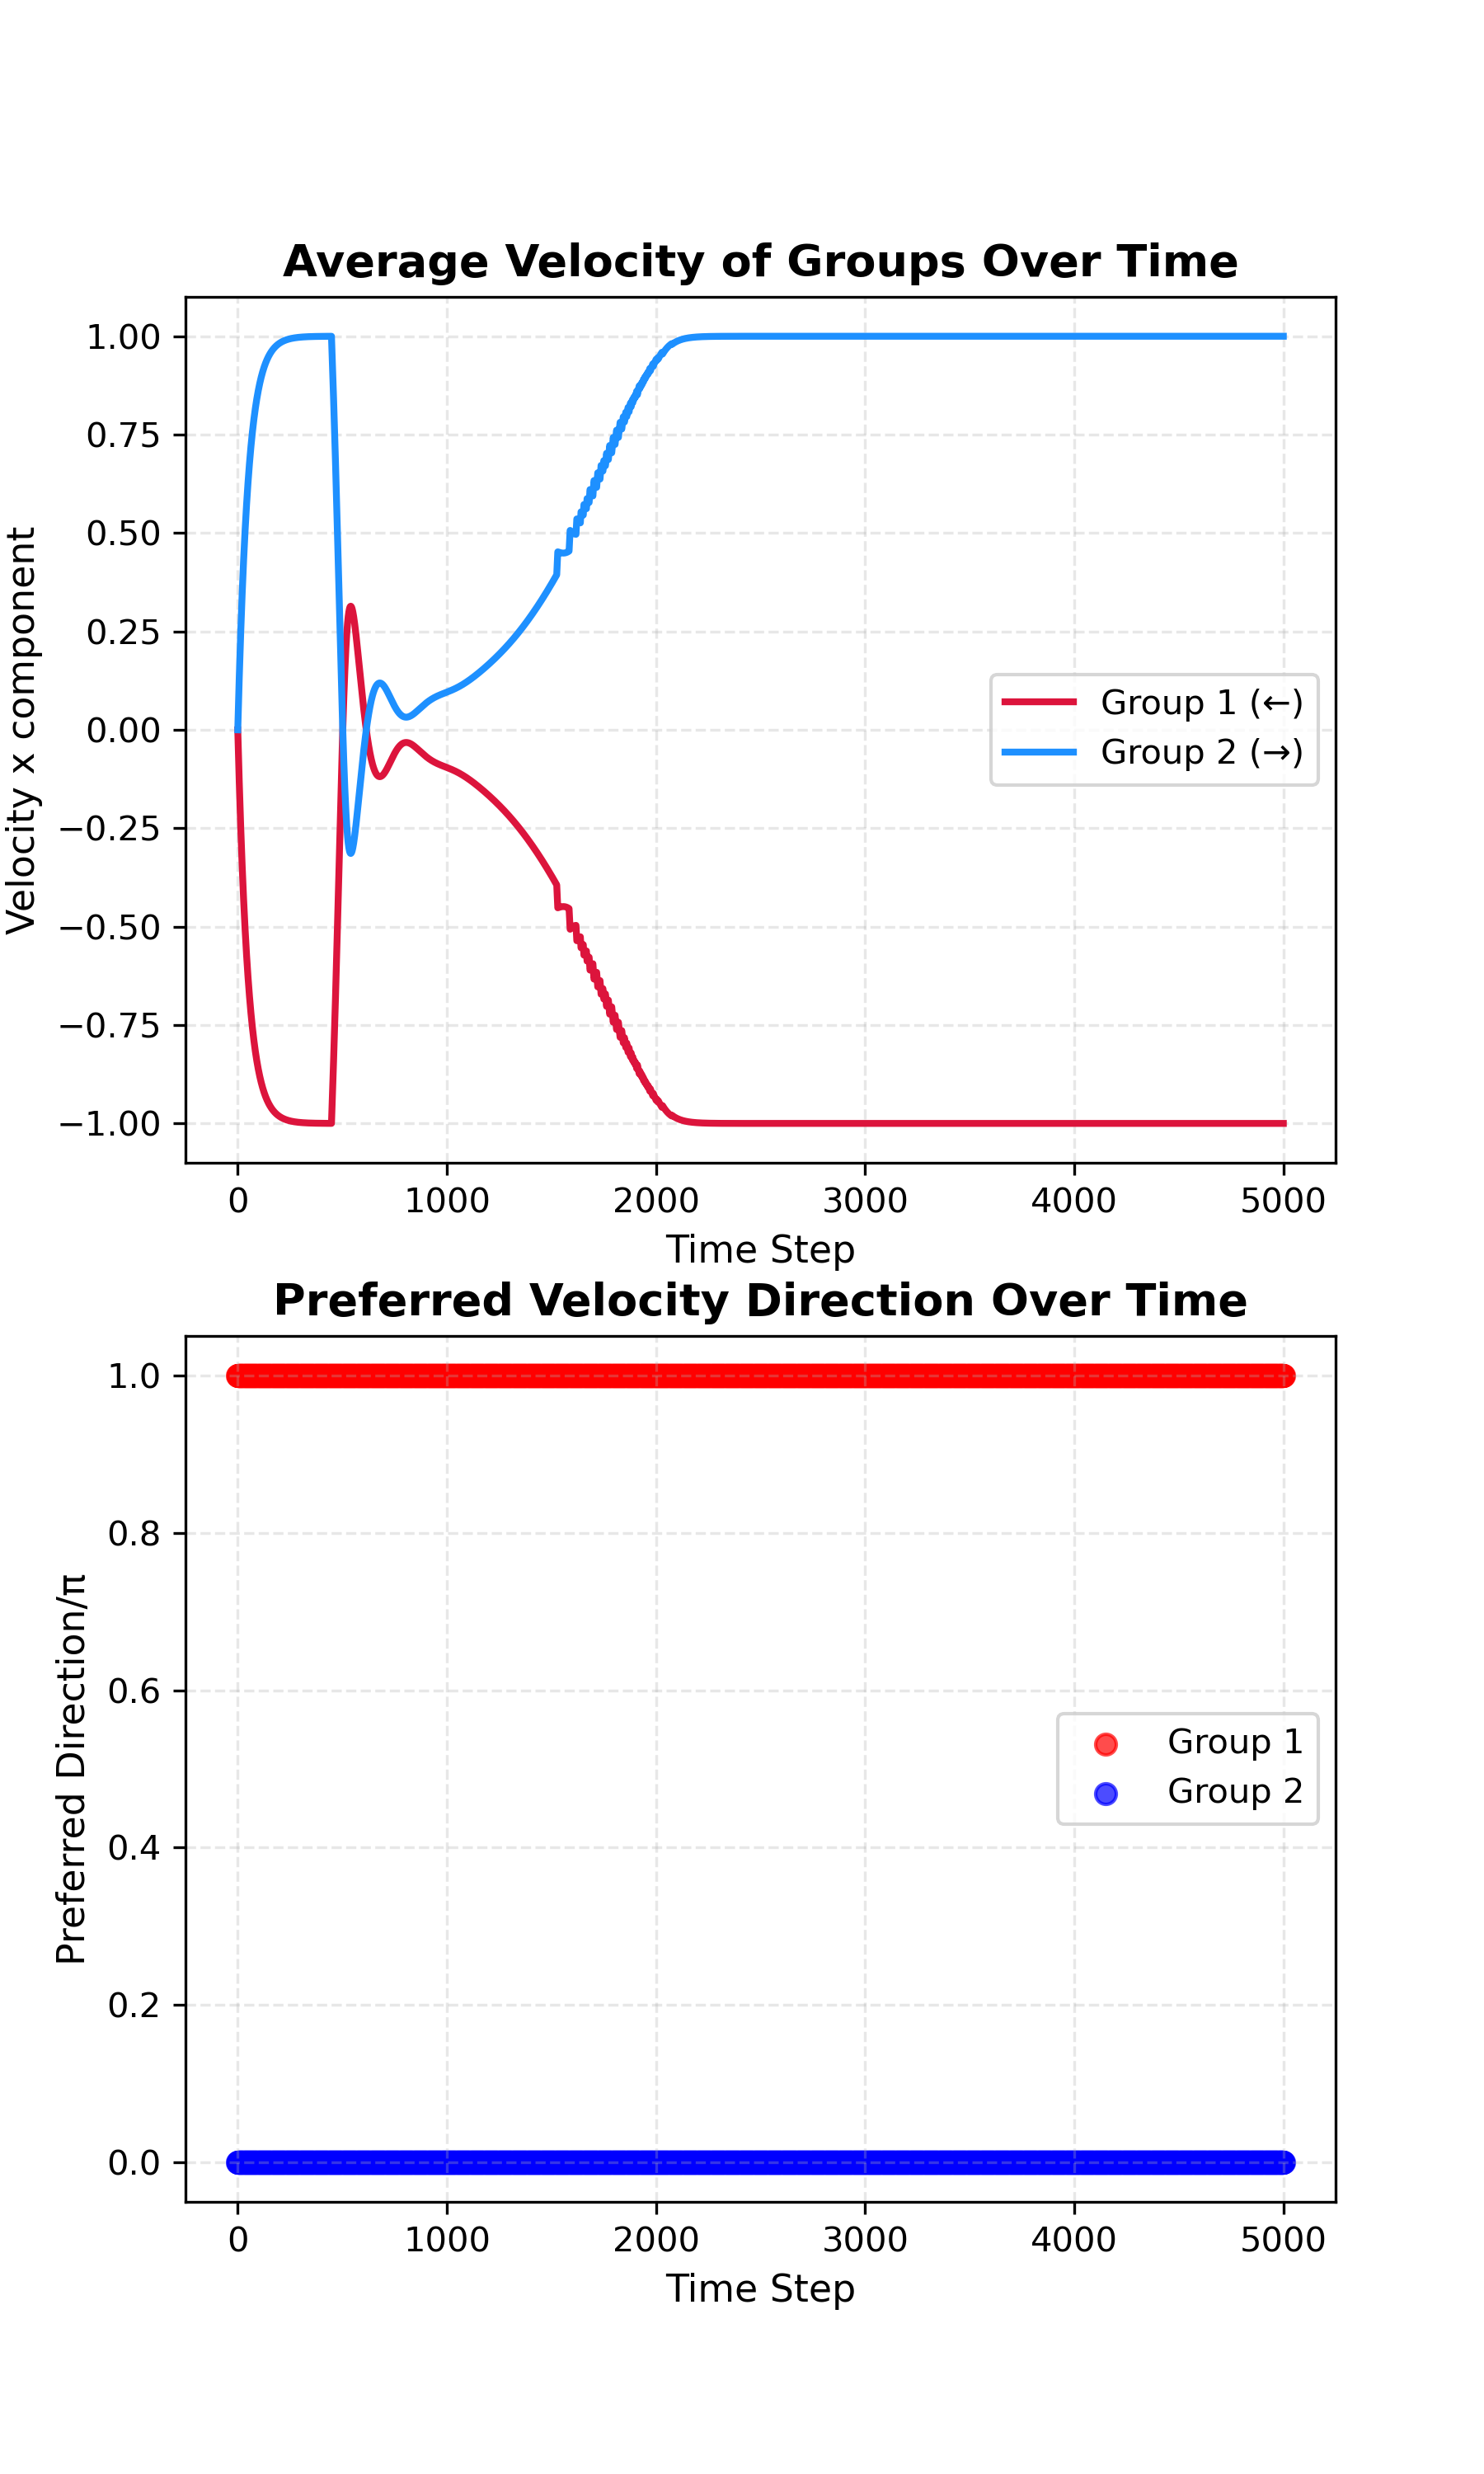 Average Velocity of Groups Over Time
Velocity x component
1.00
0.75
0.50
0.25
0.00
−0.25
−0.50
−0.75
−1.00
Group 1 (←)
Group 2 (→)
0 1000 2000 3000 4000 5000
Time Step
Preferred Velocity Direction Over Time
Preferred Direction/π
1.0
0.8
0.6
0.4
0.2
0.0
Group 1
Group 2
0 1000 2000 3000 4000 5000
Time Step